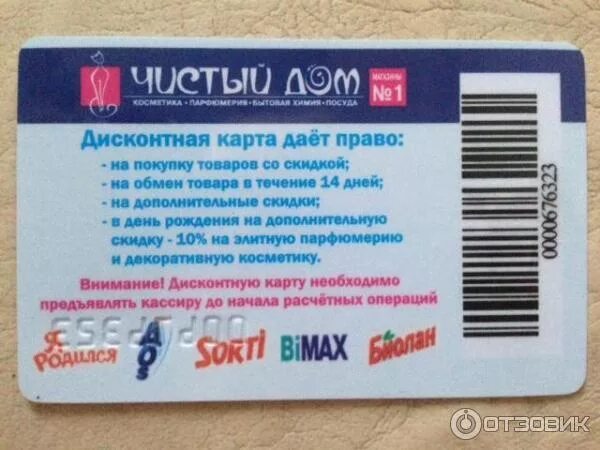 ЧИСТЫЙ ДОМ
МАГАЗИНЫ
№1
КОСМЕТИКА • ПАРФЮМЕРИЯ • БЫТОВАЯ ХИМИЯ • ПОСУДА
Дисконтная карта даёт право:
- на покупку товаров со скидкой;
- на обмен товара в течение 14 дней;
- на дополнительные скидки;
- в день рождения на дополнительную
скидку - 10% на элитную парфюмерию
и декоративную косметику.
Внимание! Дисконтную карту необходимо
предъявлять кассиру до начала расчётных операций
0000676323
Я РОДИЛСЯ
AOS
SORTI
BiMAX
Биолан
ОТЗОВИК